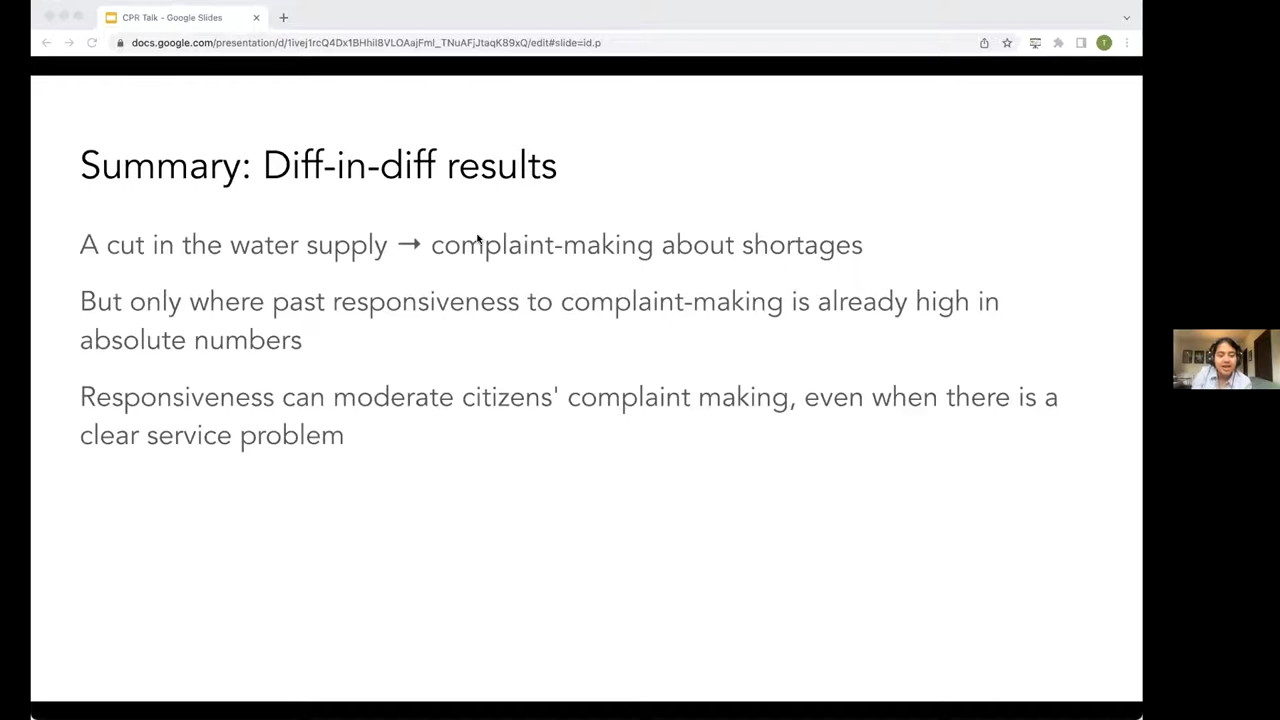 CPR Talk - Google Slides
docs.google.com/presentation/d/1ivej1rcQ4Dx1BHhil8VLOAajFml_TNuAFjJtaqK89xQ/edit#slide=id.p
T
Summary: Diff-in-diff results
A cut in the water supply → complaint-making about shortages
But only where past responsiveness to complaint-making is already high in
absolute numbers
Responsiveness can moderate citizens' complaint making, even when there is a
clear service problem